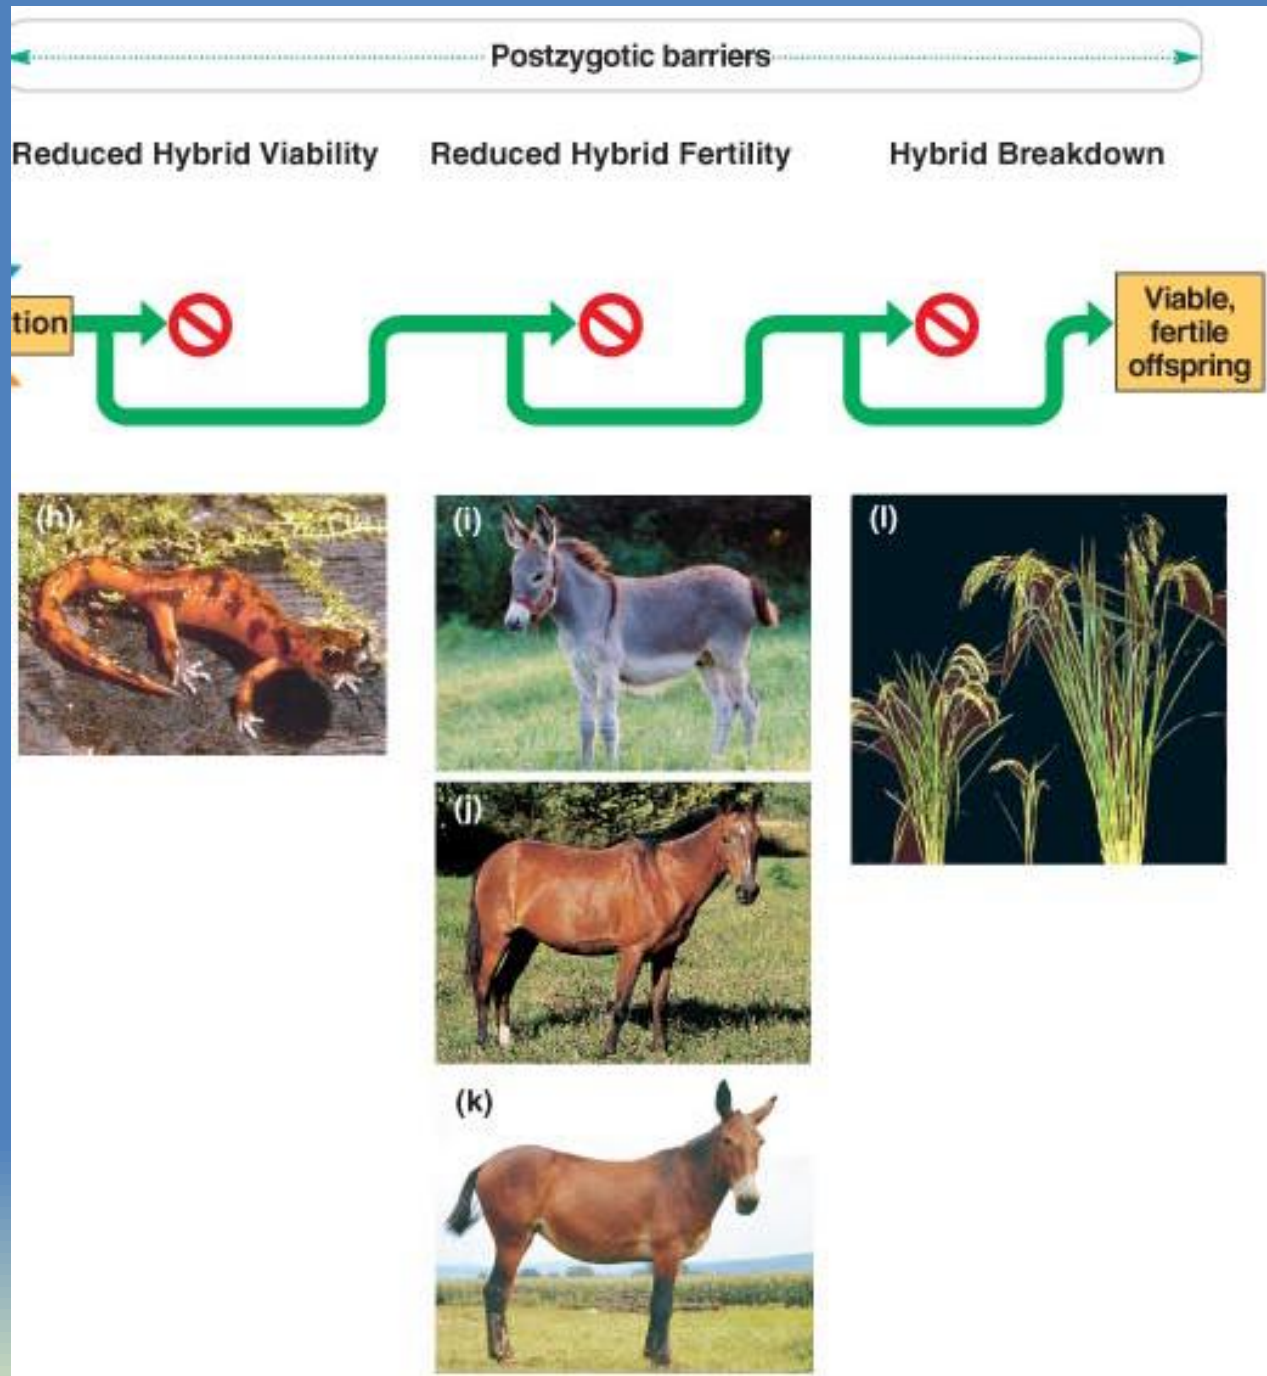 Postzygotic barriers
Reduced Hybrid Viability
Reduced Hybrid Fertility
Hybrid Breakdown
tion
Viable,
fertile
offspring
(h)
(i)
(l)
(j)
(k)